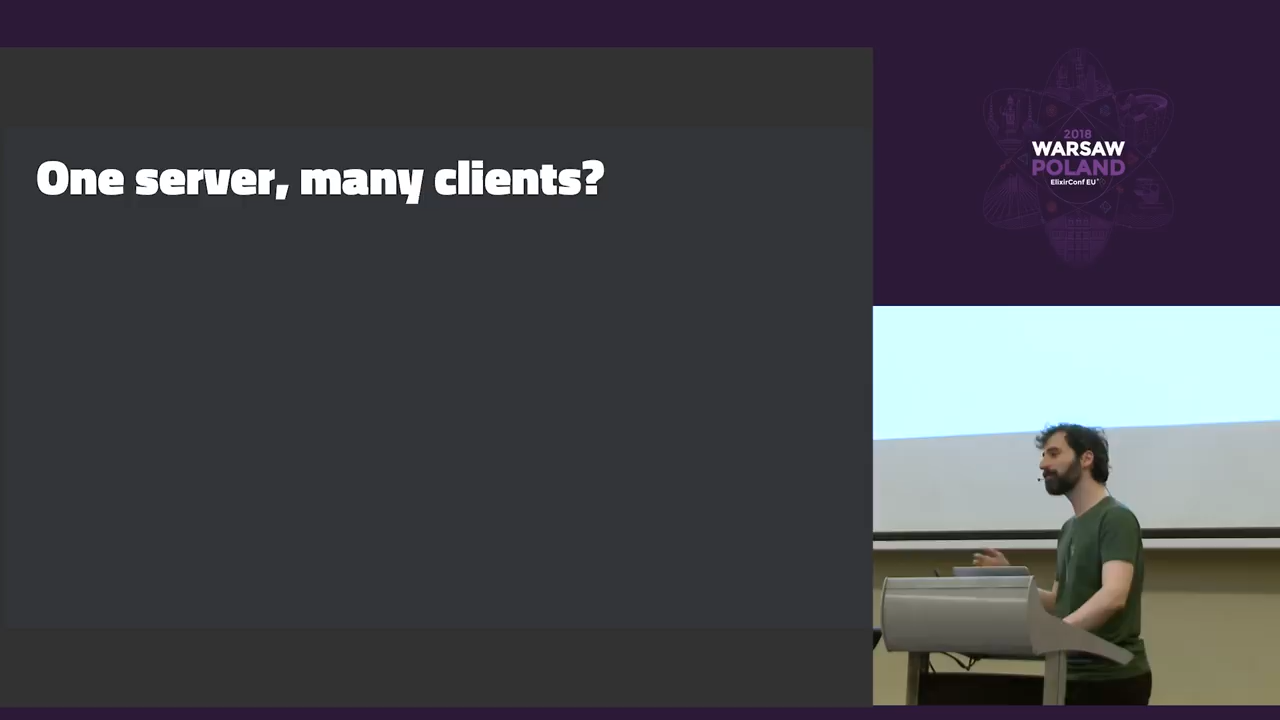 One server, many clients?
2018
WARSAW
POLAND
ElixirConf EU